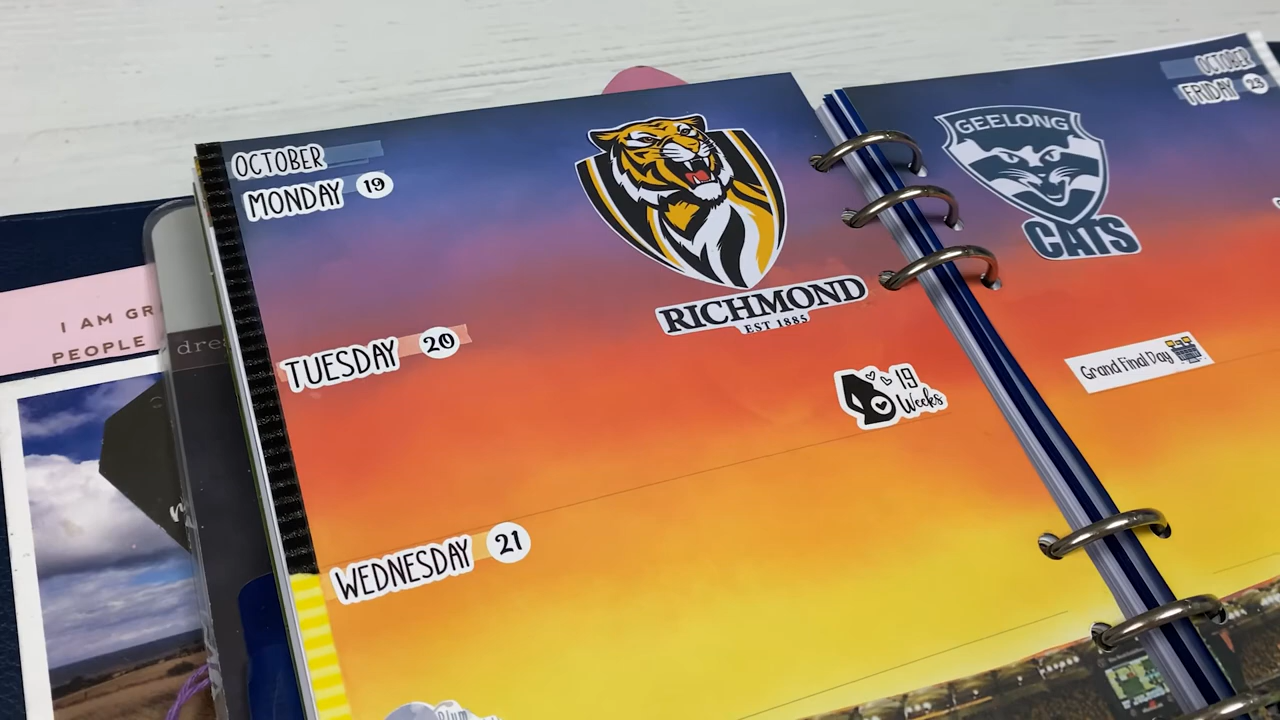 OCTOBER
MONDAY 19
RICHMOND
EST 1885
TUESDAY 20
19
Weeks
WEDNESDAY 21
OCTOBER
FRIDAY 23
GEELONG
CATS
Grand Final Day
I AM GR
PEOPLE
dre